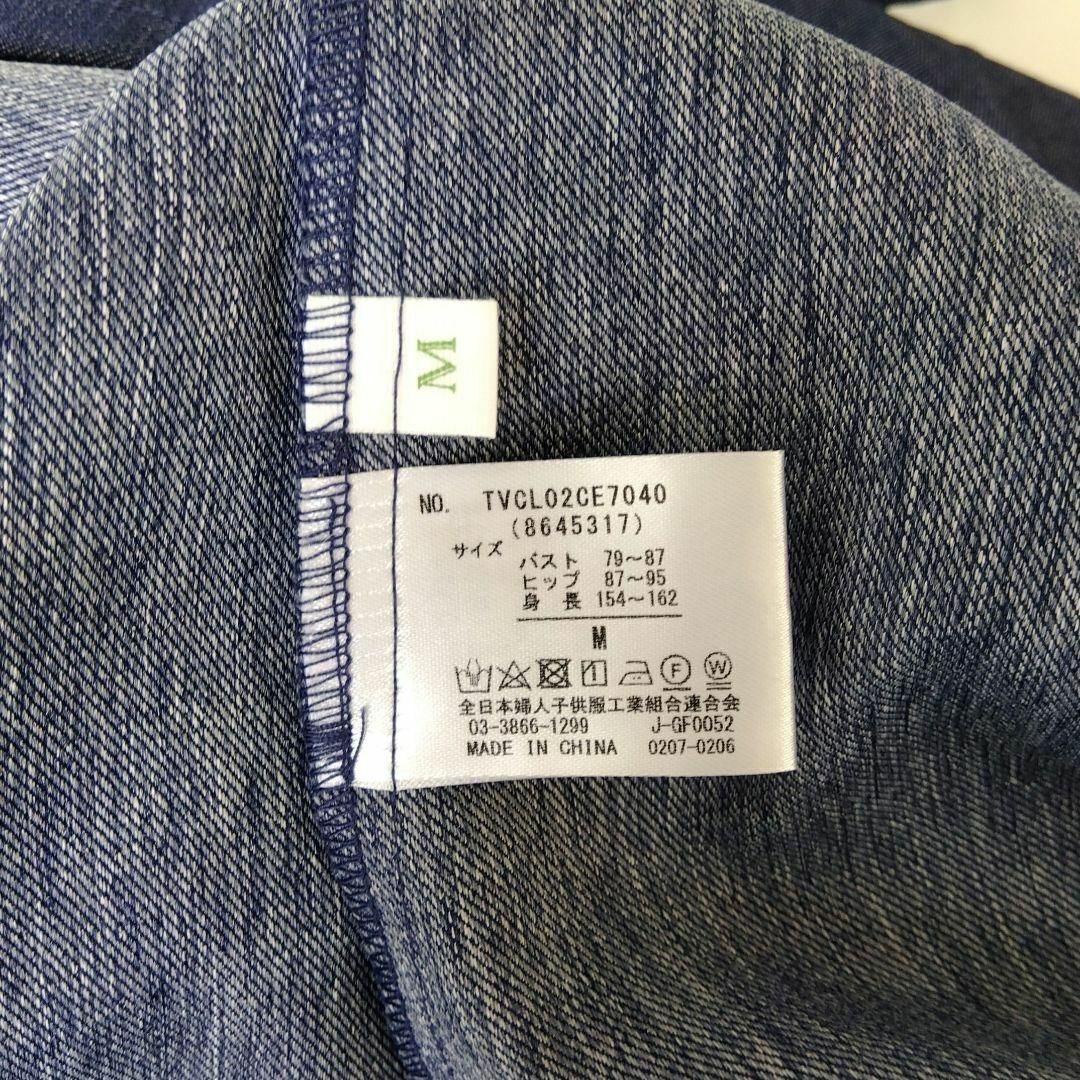 M
NO. TVCL02CE7040
(8645317)
サイズ
バスト 79～87
ヒップ 87～95
身長 154～162
M
F W
全日本婦人子供服工業組合連合会
03-3866-1299 J-GF0052
MADE IN CHINA 0207-0206